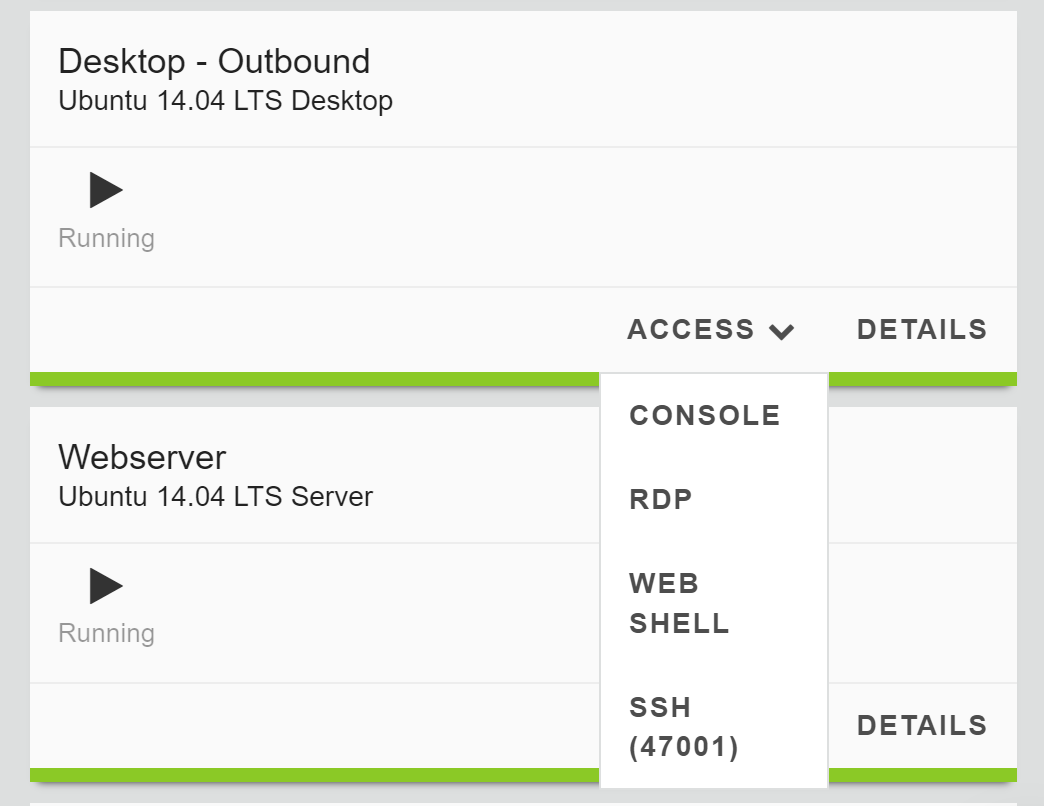 Desktop - Outbound
Ubuntu 14.04 LTS Desktop
Running
ACCESS DETAILS
CONSOLE
RDP
WEB
SHELL
SSH
(47001)
Webserver
Ubuntu 14.04 LTS Server
Running
DETAILS